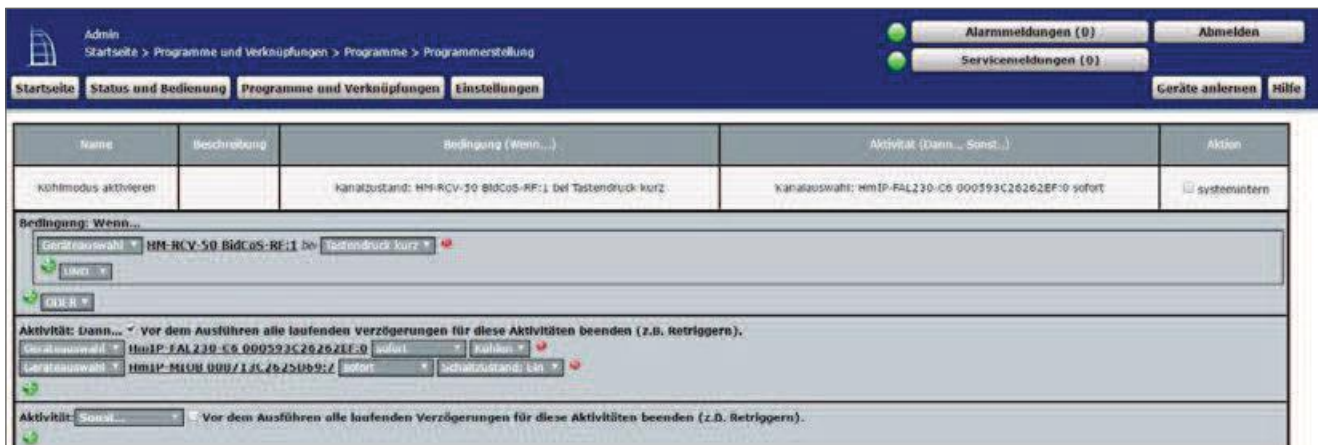 Admin
Startseite > Programme und Verknüpfungen > Programme > Programmerstellung
Alarmmeldungen (0)
Abmelden
Servicemeldungen (0)
Startseite
Status und Bedienung
Programme und Verknüpfungen
Einstellungen
Geräte anlernen
Hilfe
Name
Beschreibung
Bedingung (Wenn...)
Aktivität (Dann..., Sonst...)
Aktion
Kühlmodus aktivieren
Kanalzustand: HM-RCV-50 BidCoS-RF:1 bei Tastendruck kurz
Kanalauswahl: HmIP-FAL230-C6 000393C26262EF:0 sofort
systemintern
Bedingung: Wenn...
Geräteauswahl HM-RCV-50 BidCoS-RF:1 bei Tastendruck kurz
UND
ODER
Aktivität: Dann... Vor dem Ausführen alle laufenden Verzögerungen für diese Aktivitäten beenden (z.B. Retriggern).
Geräteauswahl HmIP-FAL230-C6 000593C26262EF:0 sofort Kühlen
Geräteauswahl HmIP-MIOB 000713C2625D69:7 sofort Schaltzustand: Ein
Aktivität: Sonst... Vor dem Ausführen alle laufenden Verzögerungen für diese Aktivitäten beenden (z.B. Retriggern).